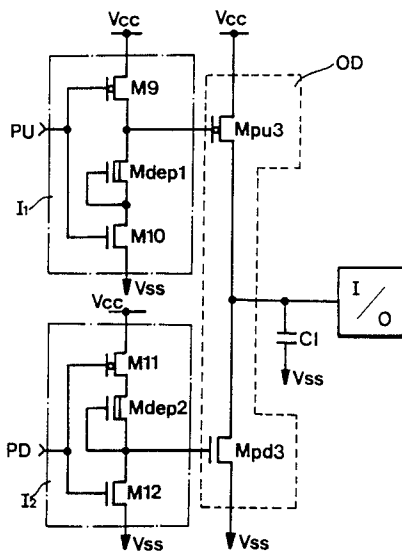 Vcc
Vcc
OD
M9
PU
Mpu3
Mdep1
I1
M10
Vss
Vcc
I/O
C1
M11
Vss
Mdep2
PD
Mpd3
M12
I2
Vss
Vss